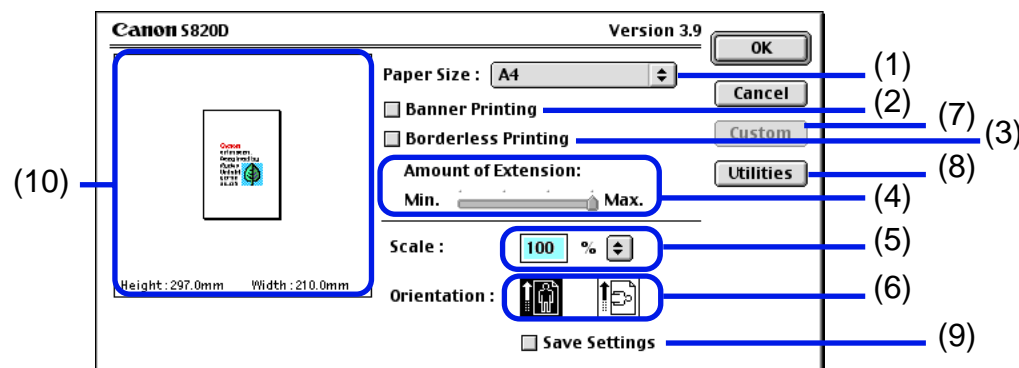 Canon S820D
Version 3.9
OK
Paper Size : A4
(1)
Cancel
Banner Printing
(2)
(7)
Custom
Borderless Printing
(3)
Utilities
(8)
Amount of Extension:
Min. Max.
(4)
(10)
Canon
Scale : 100 %
(5)
Height:297.0mm Width:210.0mm
Orientation :
(6)
Save Settings
(9)